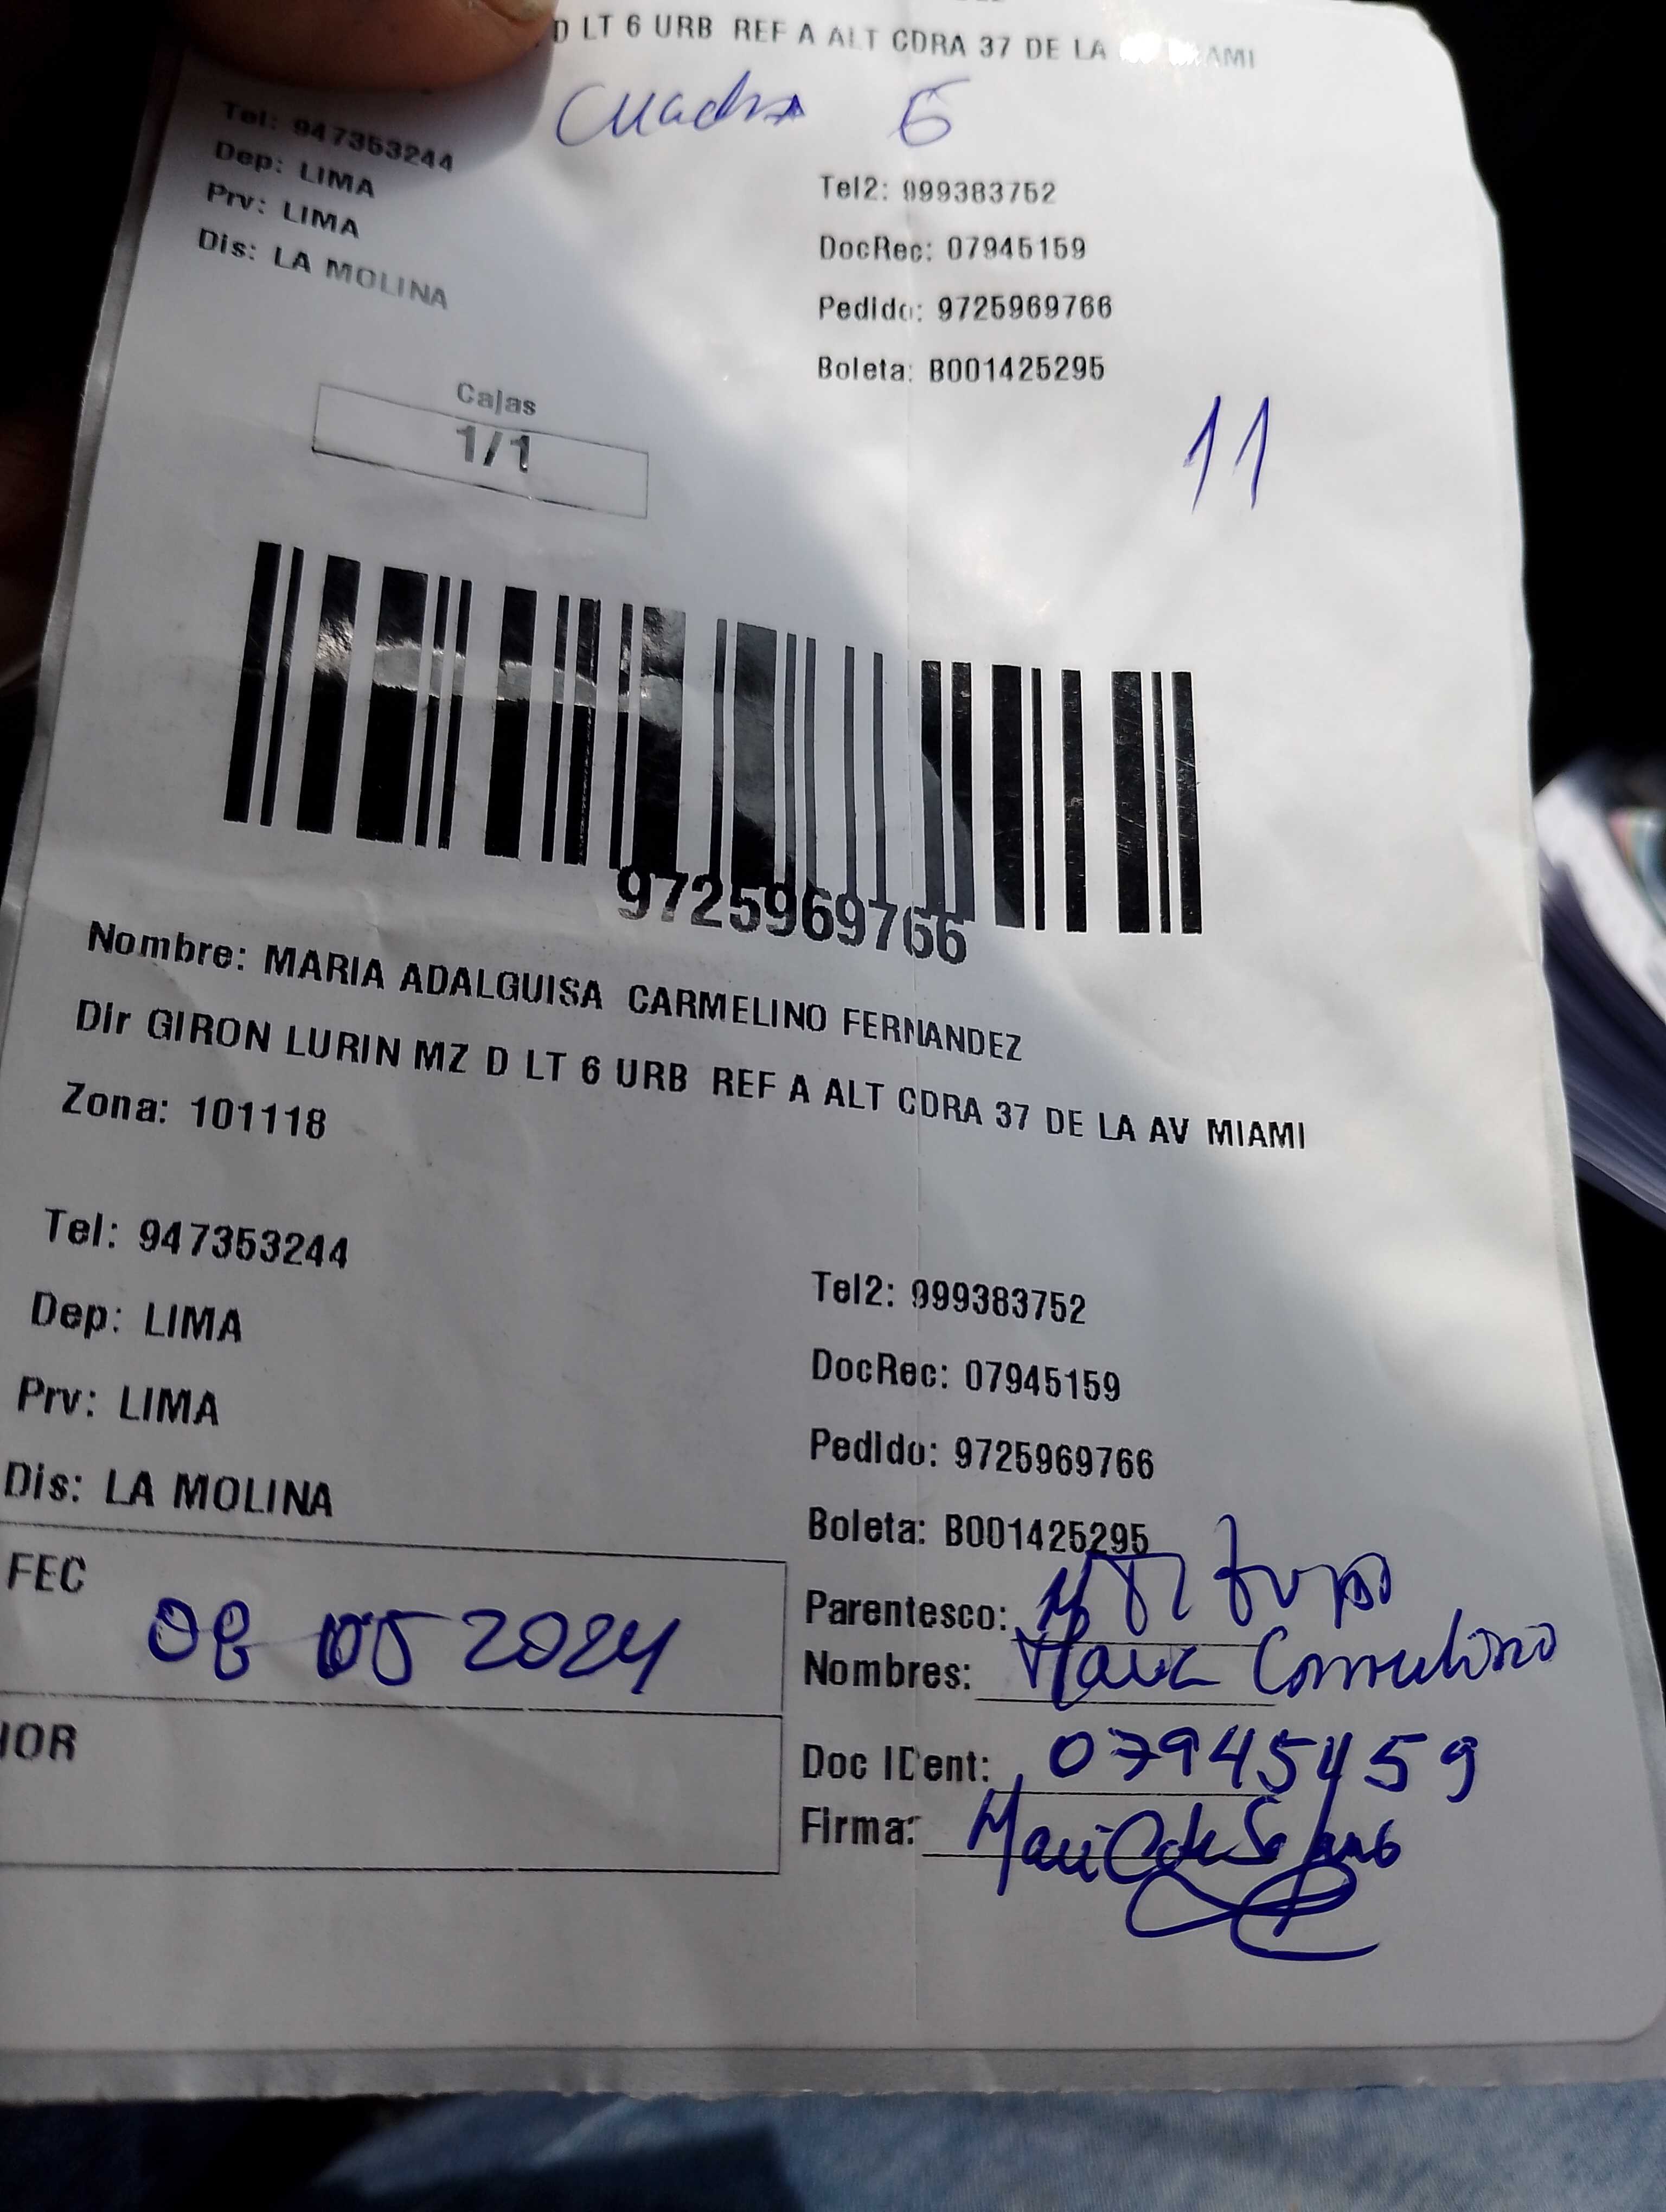 D LT 6 URB REF A ALT CDRA 37 DE LA AMI
Cuadra 6
Tel: 947353244
Dep: LIMA
Prv: LIMA
Dis: LA MOLINA
Tel2: 999383752
DocRec: 07945159
Pedido: 9725969766
Boleta: B001425295
Cajas
1/1
11
9725969766
Nombre: MARIA ADALGUISA CARMELINO FERNANDEZ
Dir GIRON LURIN MZ D LT 6 URB REF A ALT CDRA 37 DE LA AV MIAMI
Zona: 101118
Tel: 947353244
Dep: LIMA
Prv: LIMA
Dis: LA MOLINA
Tel2: 999383752
DocRec: 07945159
Pedido: 9725969766
Boleta: B001425295
FEC
08 05 2024
IOR
Parentesco:
Nombres: Maria Carmelino
Doc IDent: 07945159
Firma: